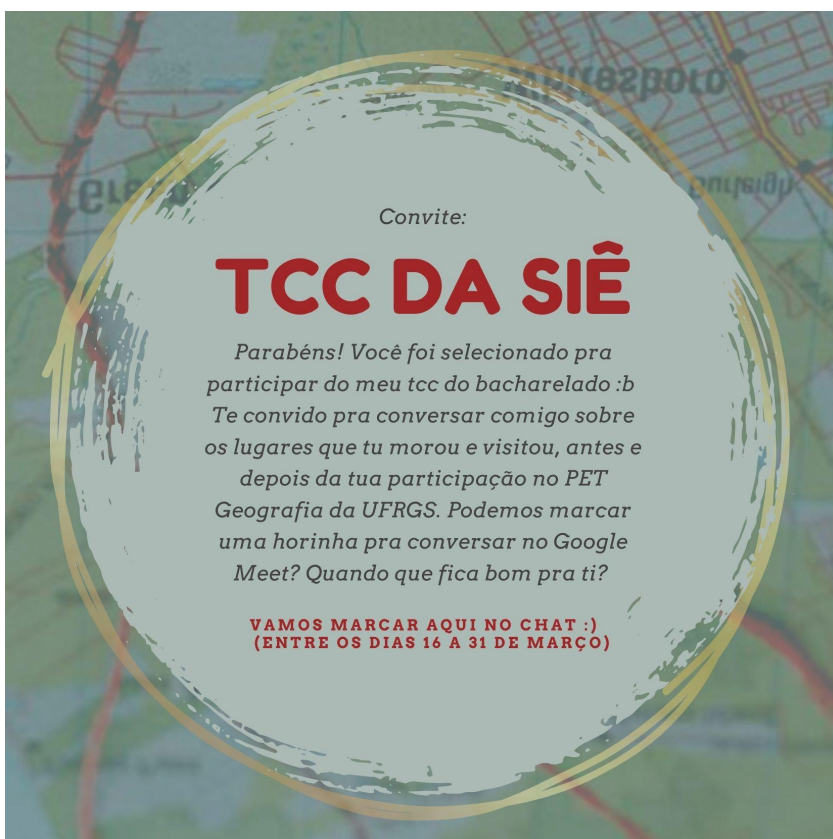 Convite:
TCC DA SIÊ
Parabéns! Você foi selecionado pra
participar do meu tcc do bacharelado :b
Te convido pra conversar comigo sobre
os lugares que tu morou e visitou, antes e
depois da tua participação no PET
Geografia da UFRGS. Podemos marcar
uma horinha pra conversar no Google
Meet? Quando que fica bom pra ti?
VAMOS MARCAR AQUI NO CHAT :)
(ENTRE OS DIAS 16 A 31 DE MARÇO)